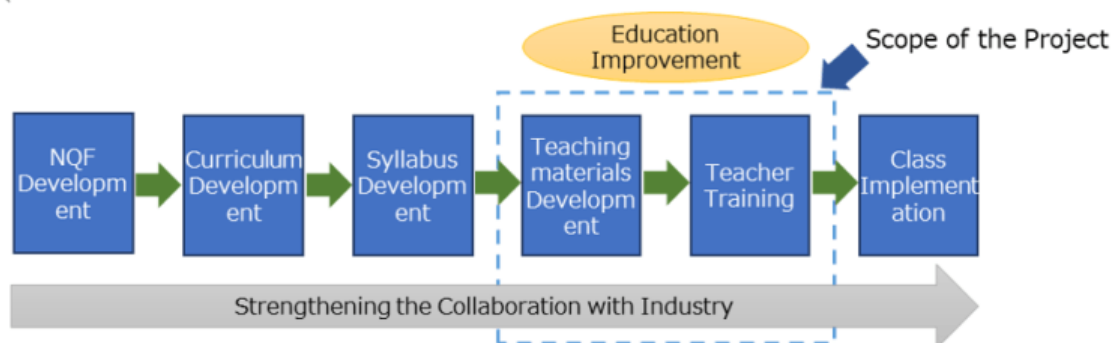 Education
Improvement
Scope of the Project
NQF
Developm
ent
Curriculum
Developm
ent
Syllabus
Developm
ent
Teaching
materials
Developm
ent
Teacher
Training
Class
Implement
ation
Strengthening the Collaboration with Industry